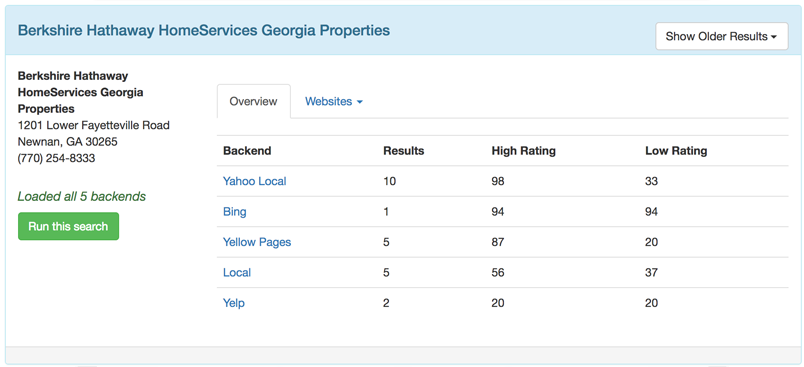 Berkshire Hathaway HomeServices Georgia Properties
Show Older Results
Berkshire Hathaway
HomeServices Georgia
Properties
1201 Lower Fayetteville Road
Newnan, GA 30265
(770) 254-8333
Loaded all 5 backends
Run this search
Overview Websites
Backend Results High Rating Low Rating
Yahoo Local 10 98 33
Bing 1 94 94
Yellow Pages 5 87 20
Local 5 56 37
Yelp 2 20 20